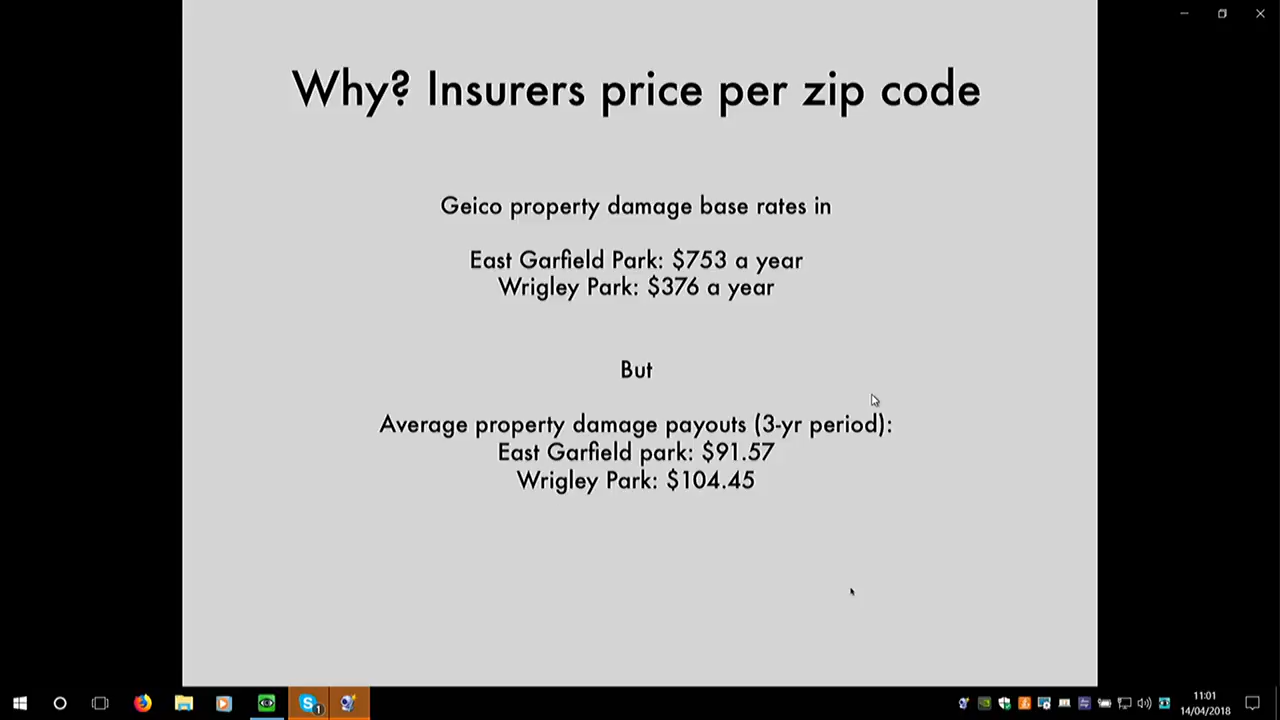 Why? Insurers price per zip code
Geico property damage base rates in
East Garfield Park: $753 a year
Wrigley Park: $376 a year
But
Average property damage payouts (3-yr period):
East Garfield park: $91.57
Wrigley Park: $104.45
1
11:01
14/04/2018